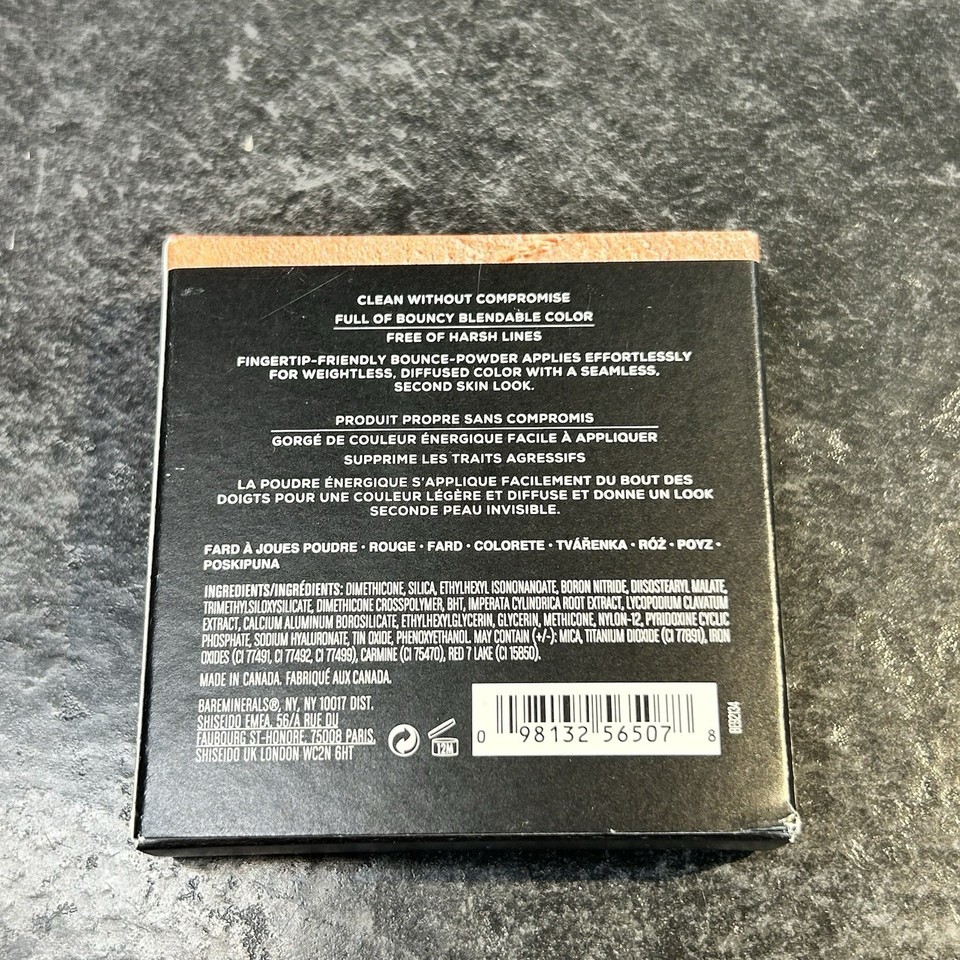 CLEAN WITHOUT COMPROMISE
FULL OF BOUNCY BLENDABLE COLOR
FREE OF HARSH LINES
FINGERTIP-FRIENDLY BOUNCE-POWDER APPLIES EFFORTLESSLY
FOR WEIGHTLESS, DIFFUSED COLOR WITH A SEAMLESS,
SECOND SKIN LOOK.
PRODUIT PROPRE SANS COMPROMIS
GORGÉ DE COULEUR ÉNERGIQUE FACILE À APPLIQUER
SUPPRIME LES TRAITS AGRESSIFS
LA POUDRE ÉNERGIQUE S'APPLIQUE FACILEMENT DU BOUT DES
DOIGTS POUR UNE COULEUR LÉGÈRE ET DIFFUSE ET DONNE UN LOOK
SECONDE PEAU INVISIBLE.
FARD À JOUES POUDRE • ROUGE • FARD • COLORETE • TVÁŘENKA • RÓŻ • POYZ •
POSKIPUNA
INGREDIENTS/INGRÉDIENTS: DIMETHICONE, SILICA, ETHYLHEXYL ISONONANOATE, BORON NITRIDE, DIISOSTEARYL MALATE,
TRIMETHYLSILOXYSILICATE, DIMETHICONE CROSSPOLYMER, BHT, IMPERATA CYLINDRICA ROOT EXTRACT, LYCOPODIUM CLAVATUM
EXTRACT, CALCIUM ALUMINUM BOROSILICATE, ETHYLHEXYLGLYCERIN, GLYCERIN, METHICONE, NYLON-12, PYRIDOXINE CYCLIC
PHOSPHATE, SODIUM HYALURONATE, TIN OXIDE, PHENOXYETHANOL. MAY CONTAIN (+/-): MICA, TITANIUM DIOXIDE (CI 77891), IRON
OXIDES (CI 77491, CI 77492, CI 77499), CARMINE (CI 75470), RED 7 LAKE (CI 15850).
MADE IN CANADA. FABRIQUÉ AUX CANADA.
BAREMINERALS®, NY, NY 10017 DIST.
SHISEIDO EMEA, 56/A RUE DU
FAUBOURG ST-HONORE, 75008 PARIS,
SHISEIDO UK LONDON WC2N 6HT
12M
0 98132 56507 8
BB2134